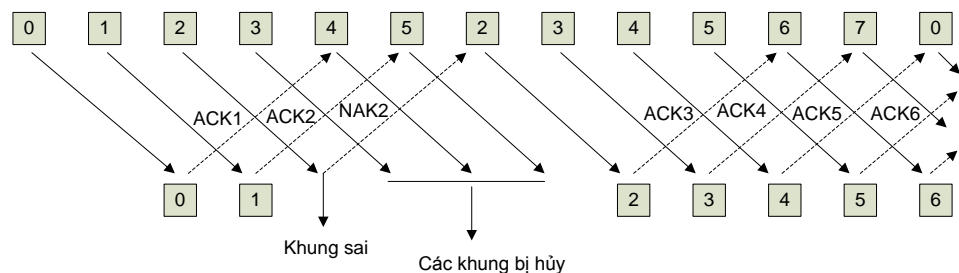 0 1 2 3 4 5 2 3 4 5 6 7 0
ACK1 ACK2 NAK2 ACK3 ACK4 ACK5 ACK6
0 1 2 3 4 5 6
Khung sai
Các khung bị hủy